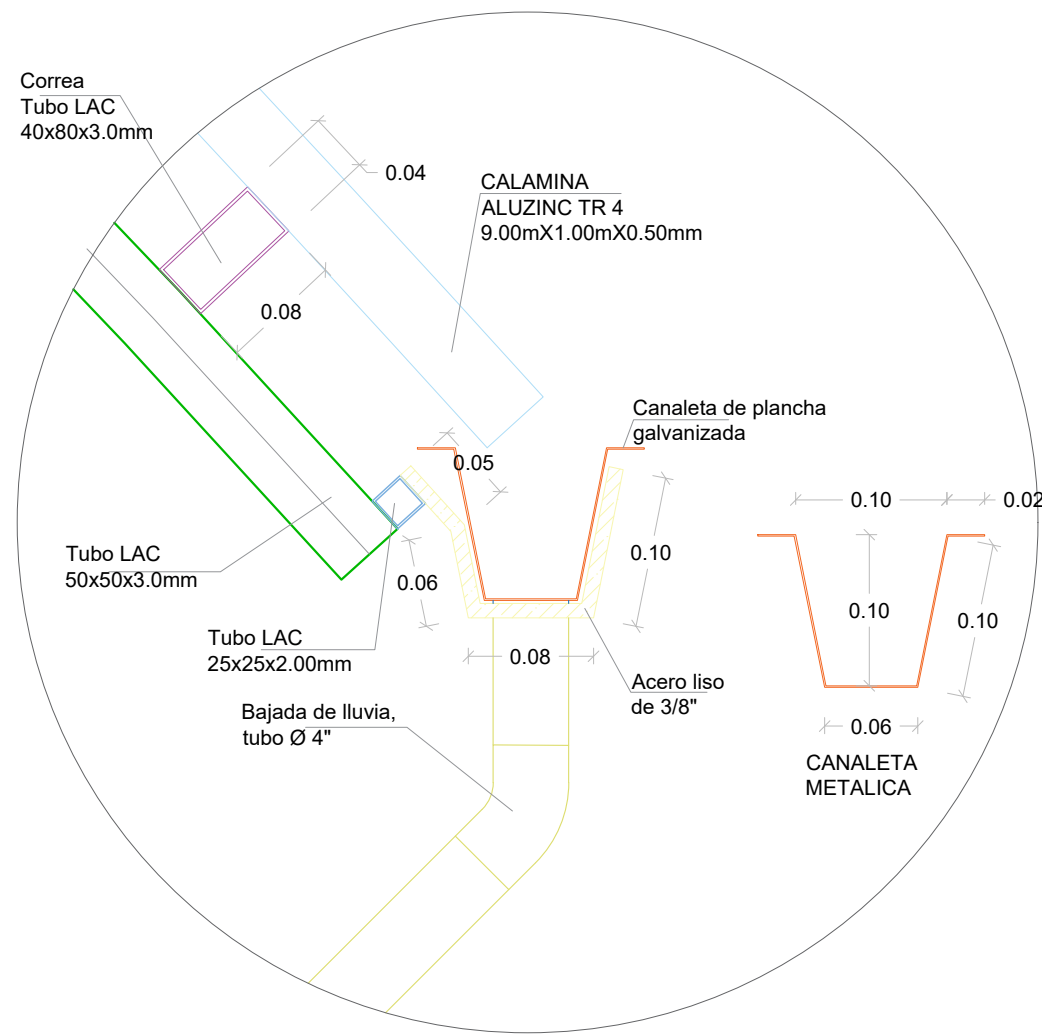 Correa
Tubo LAC
40x80x3.0mm
0.04
CALAMINA
ALUZINC TR 4
9.00mX1.00mX0.50mm
0.08
Canaleta de plancha
galvanizada
0.05
0.10
0.02
0.10
0.06
0.10
0.10
Tubo LAC
50x50x3.0mm
Tubo LAC
25x25x2.00mm
0.08
Acero liso
de 3/8"
Bajada de lluvia,
tubo Ø 4"
0.06
CANALETA
METALICA